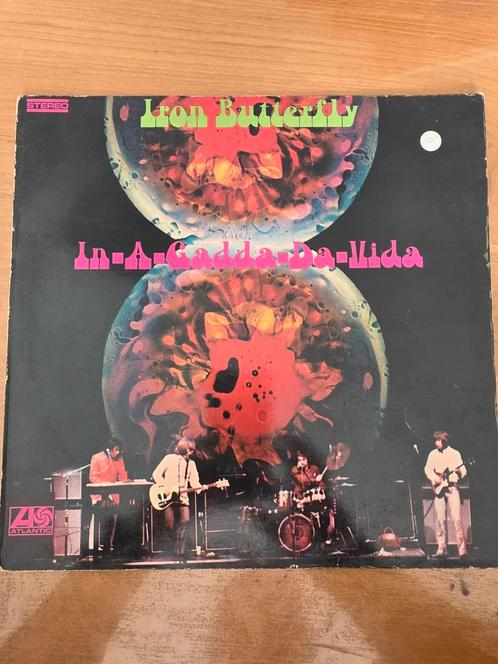 STEREO
Iron Butterfly
In-A-Gadda-Da-Vida
ATLANTIC